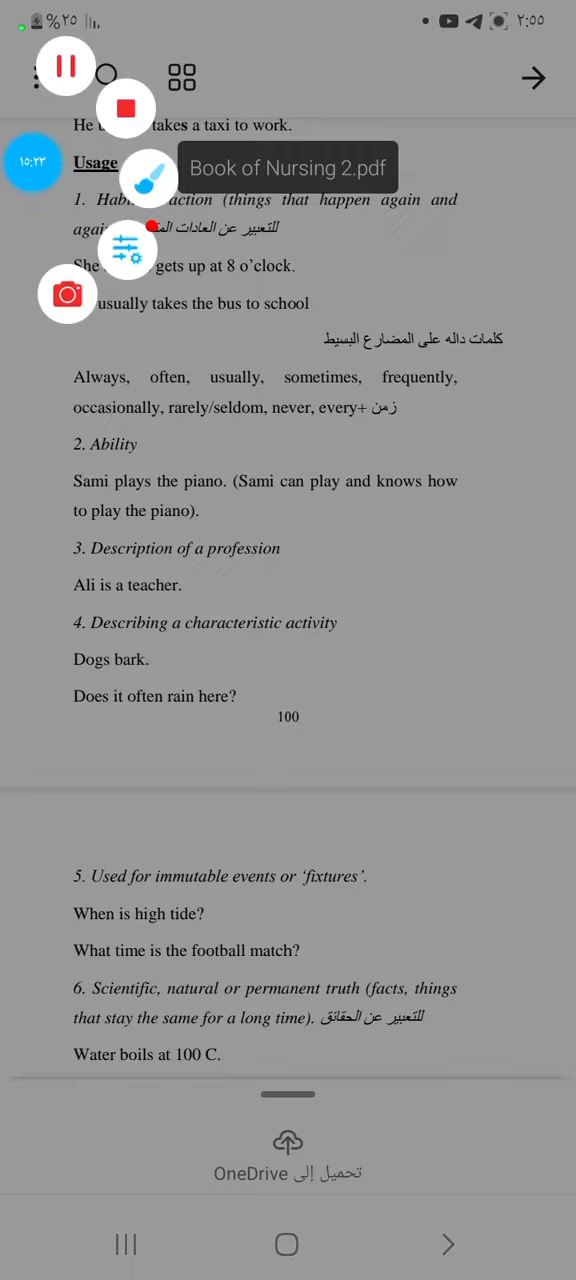 %٢٥
٢:٥٥
He takes a taxi to work.
١٥:٢٣
Usage
Book of Nursing 2.pdf
1. action (things that happen again and
للتعبير عن العادات
She gets up at 8 o’clock.
usually takes the bus to school
كلمات داله على المضارع البسيط
Always, often, usually, sometimes, frequently,
occasionally, rarely/seldom, never, every+ زمن
2. Ability
Sami plays the piano. (Sami can play and knows how
to play the piano).
3. Description of a profession
Ali is a teacher.
4. Describing a characteristic activity
Dogs bark.
Does it often rain here?
100
5. Used for immutable events or ‘fixtures’.
When is high tide?
What time is the football match?
6. Scientific, natural or permanent truth (facts, things
that stay the same for a long time). للتعبير عن الحقائق
Water boils at 100 C.
تحميل إلى OneDrive